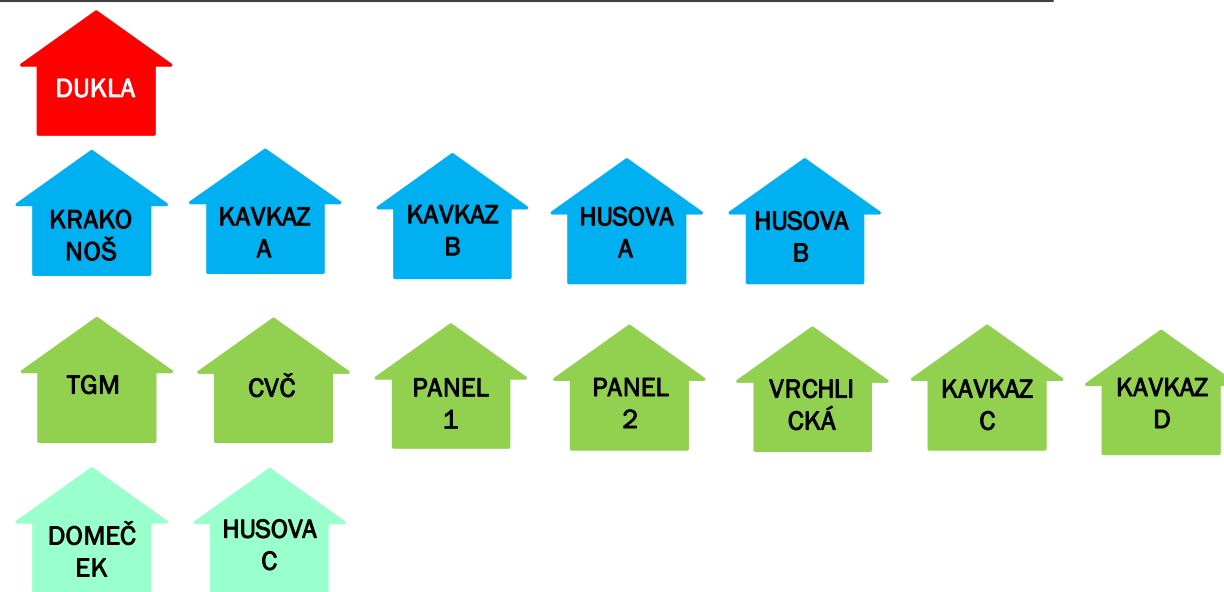 DUKLA
KRAKO
NOŠ
KAVKAZ
A
KAVKAZ
B
HUSOVA
A
HUSOVA
B
TGM
CVČ
PANEL
1
PANEL
2
VRCHLI
CKÁ
KAVKAZ
C
KAVKAZ
D
DOMEČ
EK
HUSOVA
C